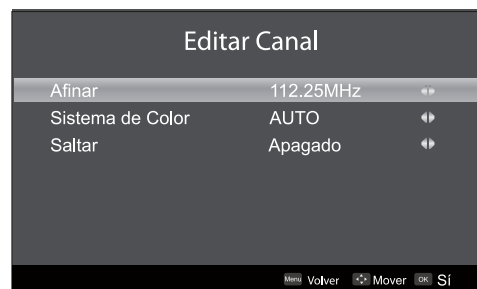 Editar Canal
Afinar 112.25MHz
Sistema de Color AUTO
Saltar Apagado
Menu Volver Mover OK Sí